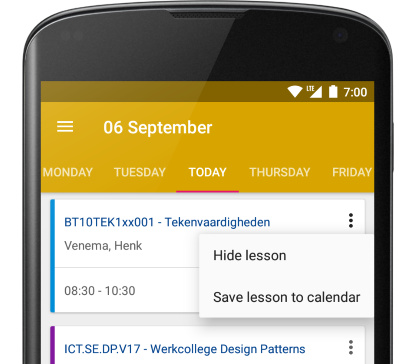 LTE 7:00
06 September
MONDAY TUESDAY TODAY THURSDAY FRIDAY
BT10TEK1xx001 - Tekenvaardigheden
Venema, Henk
Hide lesson
08:30 - 10:30
Save lesson to calendar
ICT.SE.DP.V17 - Werkcollege Design Patterns